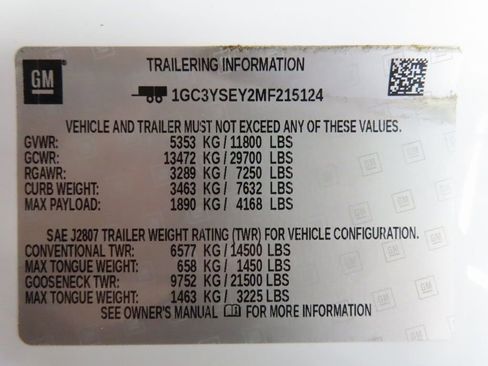 GM
TRAILERING INFORMATION
1GC3YSEY2MF215124
VEHICLE AND TRAILER MUST NOT EXCEED ANY OF THESE VALUES.
GVWR: 5353 KG/11800 LBS
GCWR: 13472 KG/29700 LBS
RGAWR: 3289 KG/ 7250 LBS
CURB WEIGHT: 3463 KG/ 7632 LBS
MAX PAYLOAD: 1890 KG/ 4168 LBS
SAE J2807 TRAILER WEIGHT RATING (TWR) FOR VEHICLE CONFIGURATION.
CONVENTIONAL TWR: 6577 KG/14500 LBS
MAX TONGUE WEIGHT: 658 KG/ 1450 LBS
GOOSENECK TWR: 9752 KG/21500 LBS
MAX TONGUE WEIGHT: 1463 KG/ 3225 LBS
SEE OWNER'S MANUAL FOR MORE INFORMATION